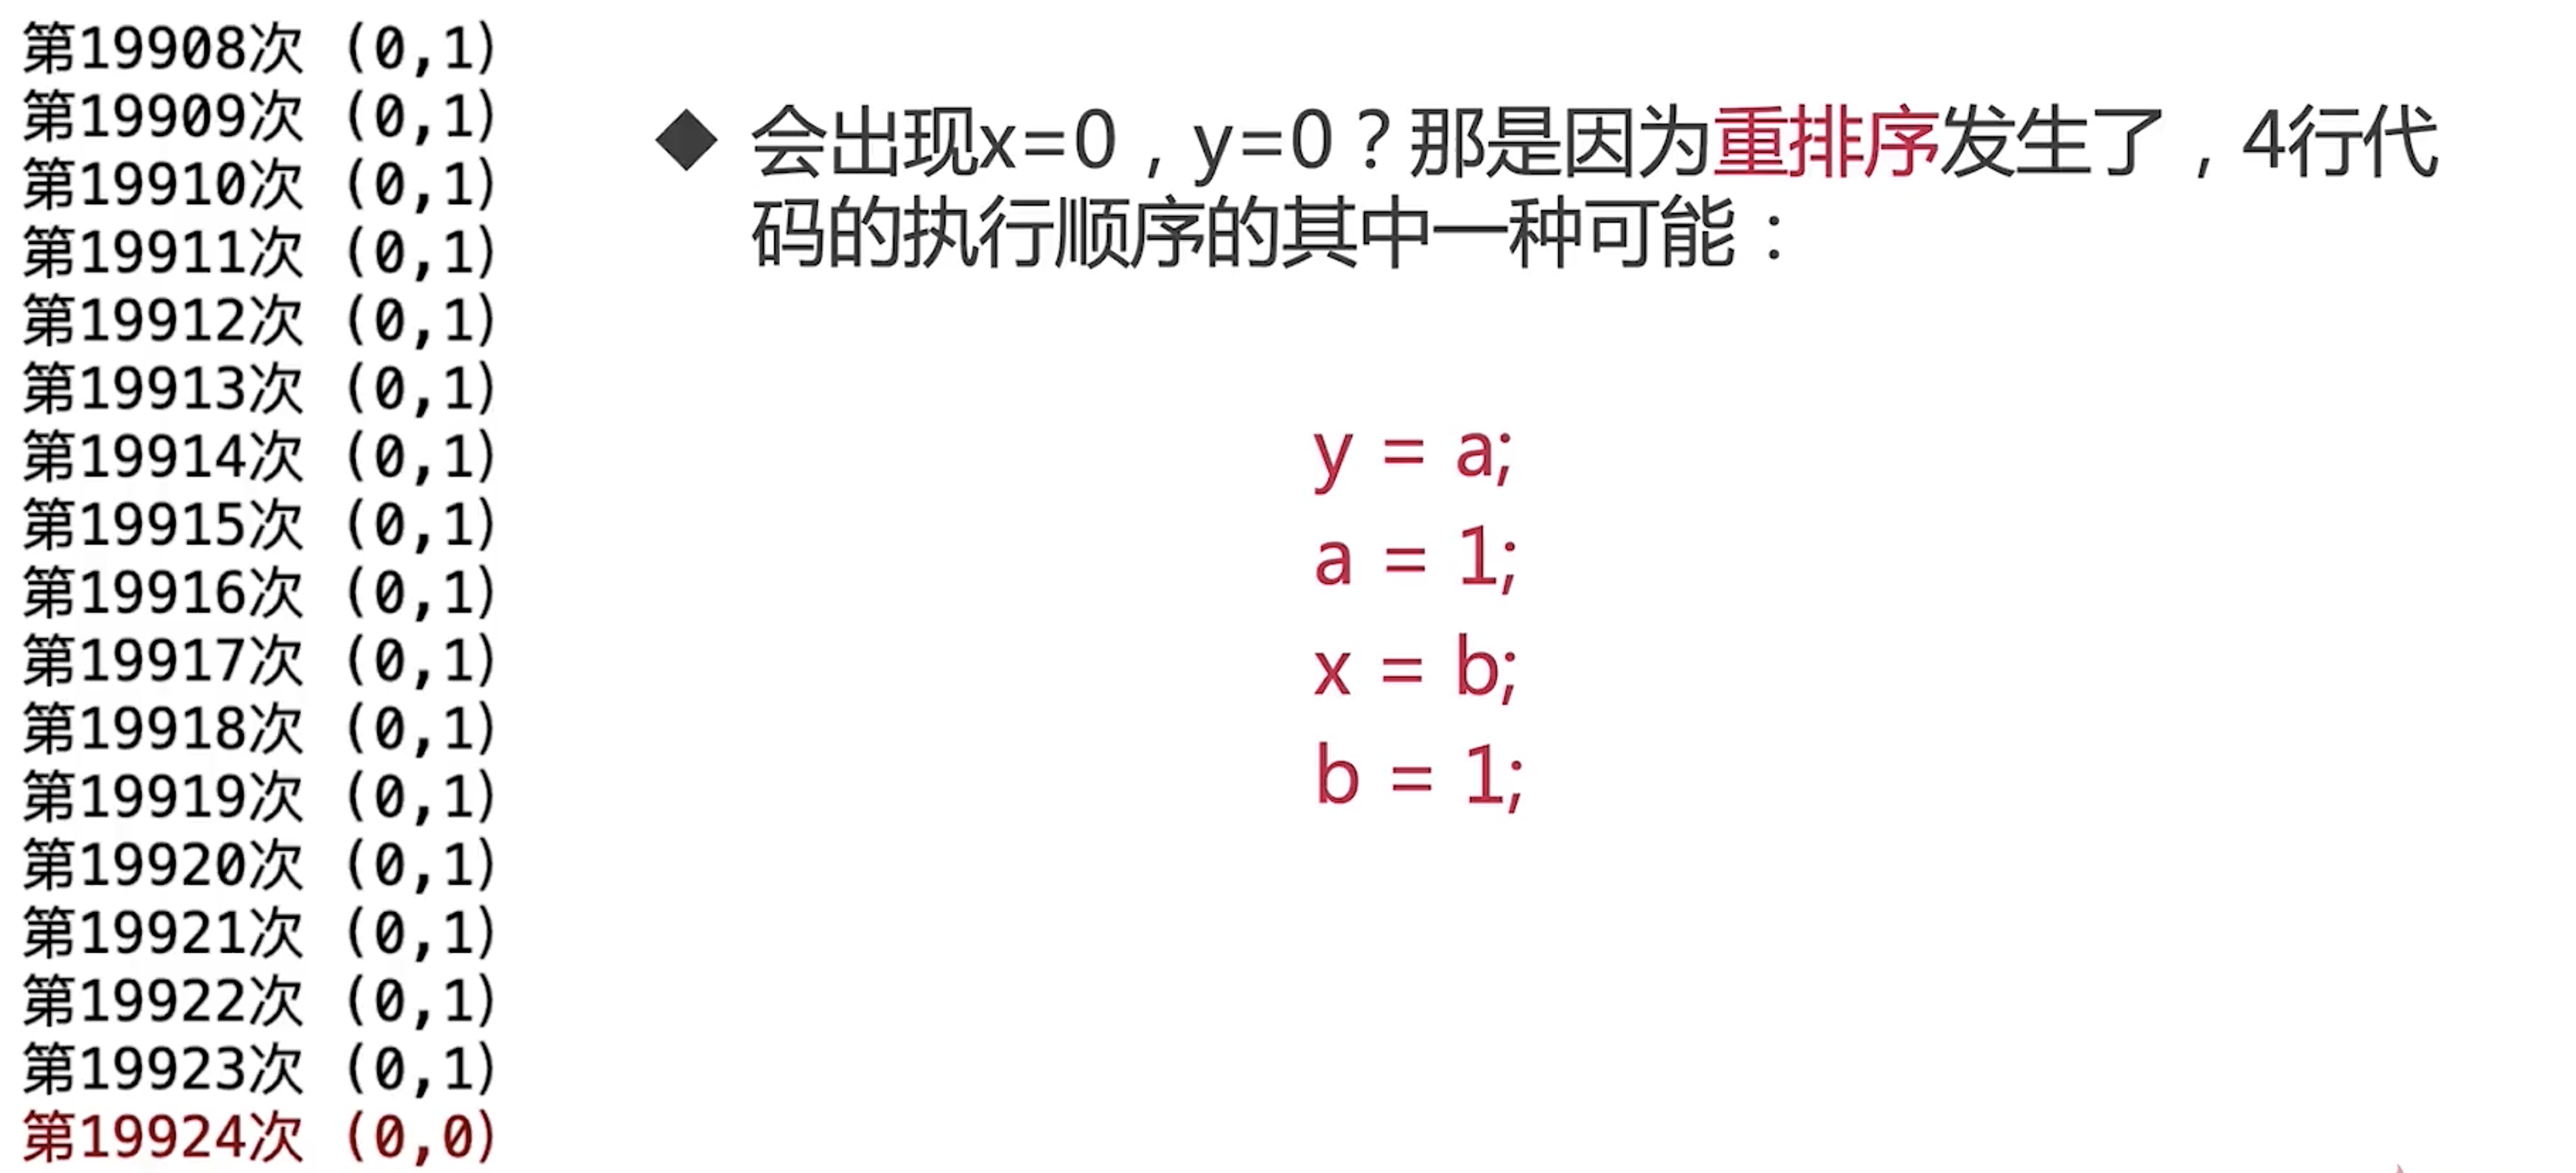 第19908次 (0,1)
第19909次 (0,1)
第19910次 (0,1)
第19911次 (0,1)
第19912次 (0,1)
第19913次 (0,1)
第19914次 (0,1)
第19915次 (0,1)
第19916次 (0,1)
第19917次 (0,1)
第19918次 (0,1)
第19919次 (0,1)
第19920次 (0,1)
第19921次 (0,1)
第19922次 (0,1)
第19923次 (0,1)
第19924次 (0,0)
◆ 会出现x=0，y=0？那是因为重排序发生了，4行代
码的执行顺序的其中一种可能：
y = a;
a = 1;
x = b;
b = 1;